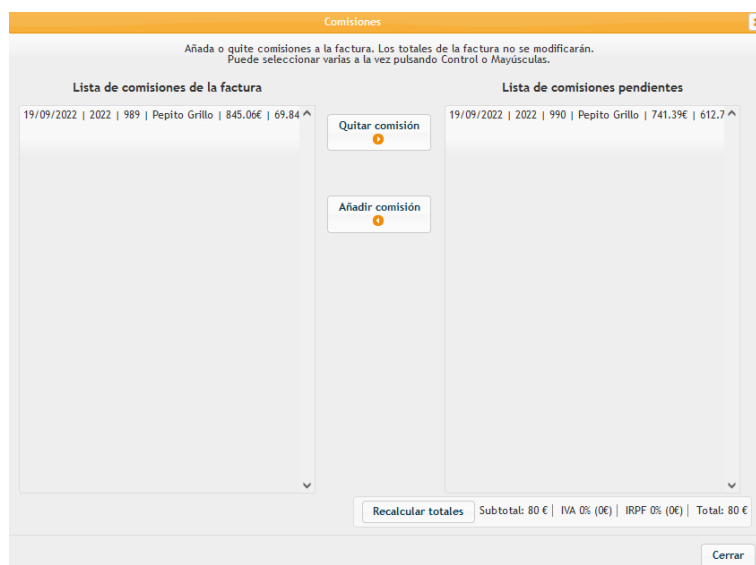 Comisiones
Añada o quite comisiones a la factura. Los totales de la factura no se modificarán.
Puede seleccionar varias a la vez pulsando Control o Mayúsculas.
Lista de comisiones de la factura
19/09/2022 | 2022 | 989 | Pepito Grillo | 845.06€ | 69.84
Quitar comisión
Añadir comisión
Lista de comisiones pendientes
19/09/2022 | 2022 | 990 | Pepito Grillo | 741.39€ | 612.7
Recalcular totales
Subtotal: 80 € | IVA 0% (0€) | IRPF 0% (0€) | Total: 80 €
Cerrar